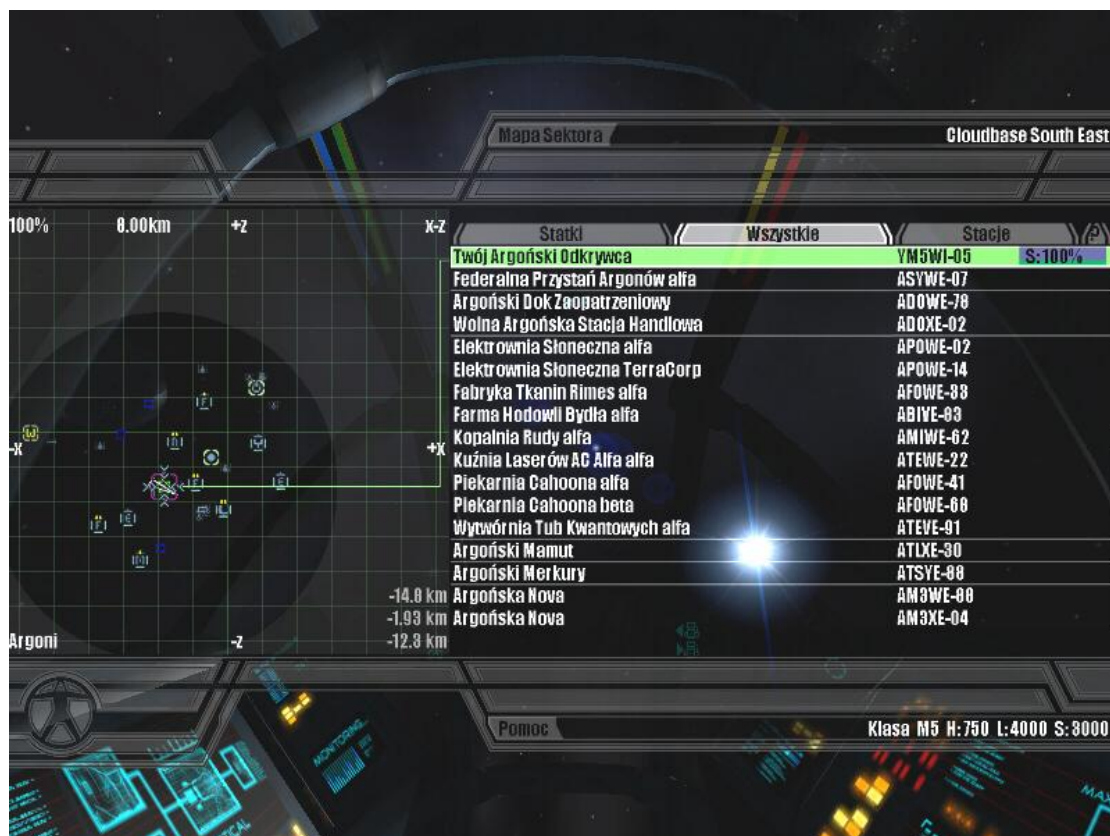 Mapa Sektora Cloudbase South East
100% 8.00km +Z X-Z
Statki Wszystkie Stacje ?
Twój Argoński Odkrywca YM5WI-05 S:100%
Federalna Przystań Argonów alfa ASYWE-07
Argoński Dok Zaopatrzeniowy ADOWE-78
Wolna Argońska Stacja Handlowa ADOXE-02
Elektrownia Słoneczna alfa APOWE-02
Elektrownia Słoneczna TerraCorp APOWE-14
Fabryka Tkanin Rimes alfa AFOWE-33
Farma Hodowli Bydła alfa ABIVE-93
Kopalnia Rudy alfa AMIWE-62
-X +X
Kuźnia Laserów AG Alfa alfa ATEWE-22
Piekarnia Cahoona alfa AFOWE-41
Piekarnia Cahoona beta AFOWE-68
Wytwórnia Tub Kwantowych alfa ATEVE-91
Argoński Mamut ATLXE-30
Argoński Merkury ATSYE-88
-14.8 km Argońska Nova AM3WE-88
-1.93 km Argońska Nova AM3XE-04
Argoni -Z -12.3 km
Pomoc Klasa M5 H:750 L:4000 S:3000
MONITORING...